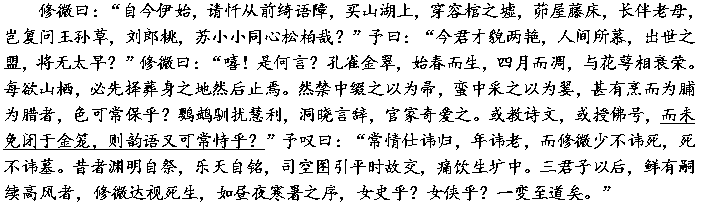 修微曰：“自今伊始，请忏从前绮语障，买山湖上，穿容棺之墟，茆屋藤床，长伴老母，
岂复问王孙草，刘郎桃，苏小小同心松柏哉？”予曰：“今君才貌两艳，人间所慕，出世之
盟，将无太早？”修微曰：“嘻！是何言？孔雀金翠，始春而生，四月而凋，与花萼相衰荣。
每欲山栖，必先择葬身之地然后止焉。然禁中缀之以为帚，蛮中采之以为翣，甚有烹而为脯
为腊者，色可常保乎？鹦鹉驯扰慧利，洞晓言辞，官家奇爱之。或教诗文，或授佛号，而未
免闭于金笼，则韵语又可常恃乎？”予叹曰：“常情仕讳归，年讳老，而修微少不讳死，死
不讳墓。昔者渊明自祭，乐天自铭，司空图引平时故交，痛饮生圹中。三君子以后，鲜有嗣
续高风者，修微达视死生，如昼夜寒暑之序，女史乎？女侠乎？一变至道矣。”